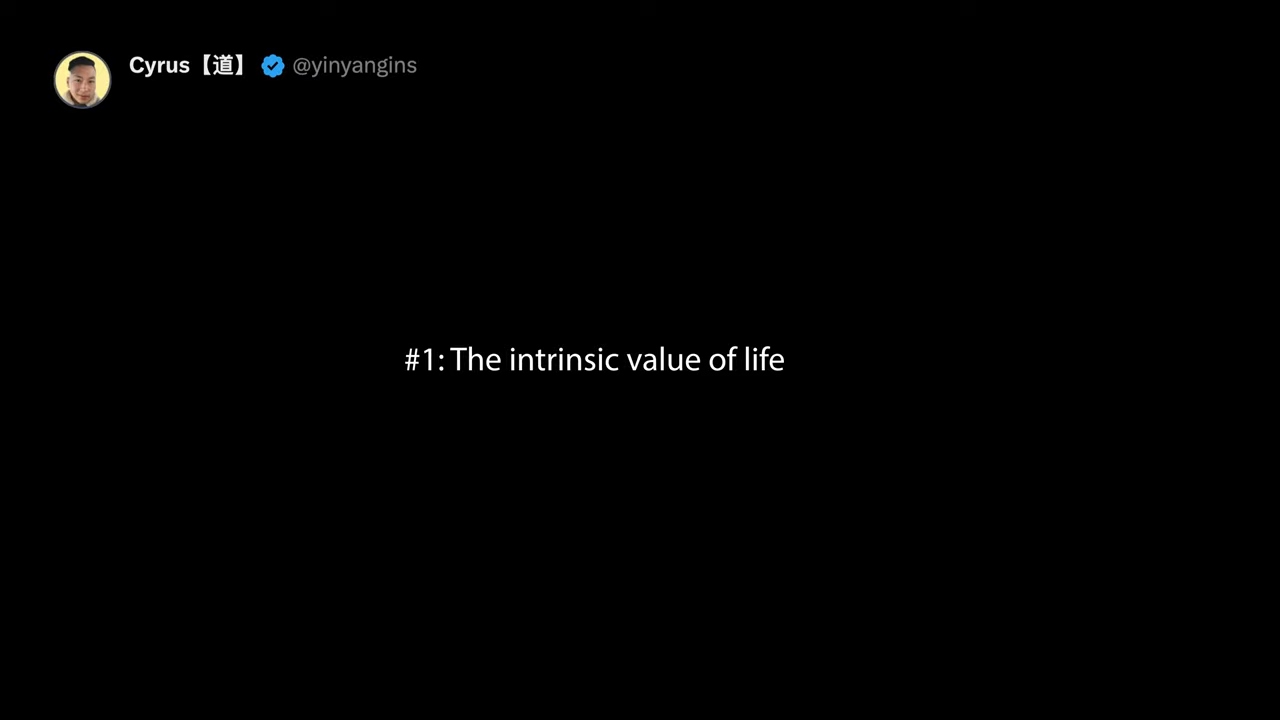 Cyrus【道】 @yinyangins
#1: The intrinsic value of life